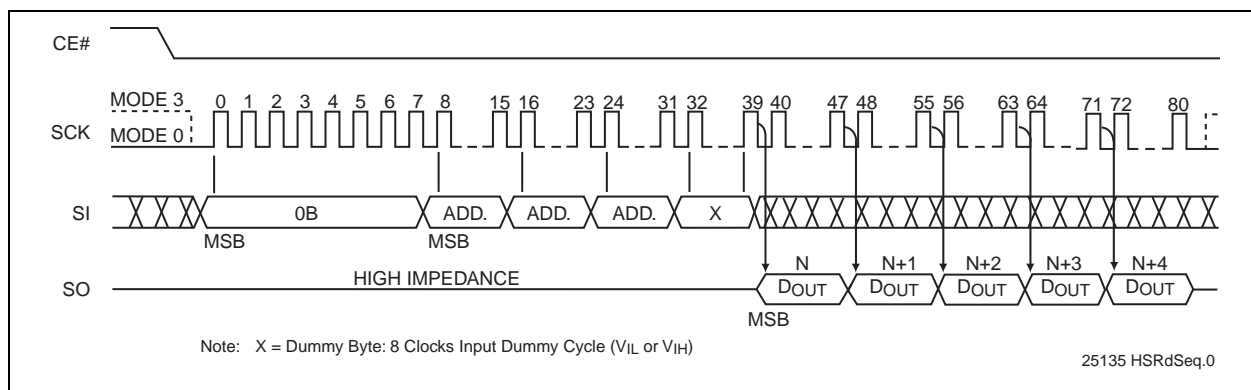 CE#
MODE 3 0 1 2 3 4 5 6 7 8 15 16 23 24 31 32 39 40 47 48 55 56 63 64 71 72 80
SCK MODE 0
SI 0B ADD. ADD. ADD. X
MSB MSB
N N+1 N+2 N+3 N+4
HIGH IMPEDANCE
SO DOUT DOUT DOUT DOUT DOUT
MSB
Note: X = Dummy Byte: 8 Clocks Input Dummy Cycle (VIL or VIH)
25135 HSRdSeq.0